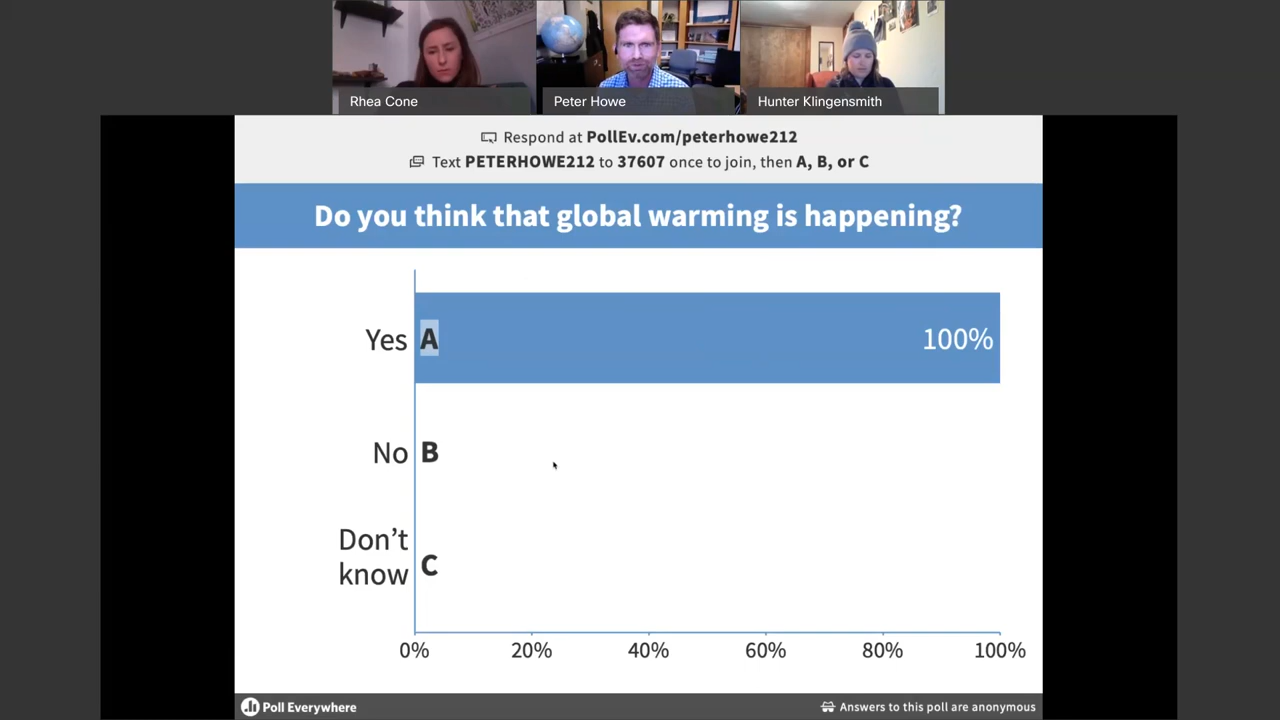 Rhea Cone
Peter Howe
Hunter Klingensmith
Respond at PollEv.com/peterhowe212
Text PETERHOWE212 to 37607 once to join, then A, B, or C
Do you think that global warming is happening?
Yes A 100%
No B
Don’t
know C
0% 20% 40% 60% 80% 100%
Poll Everywhere
Answers to this poll are anonymous